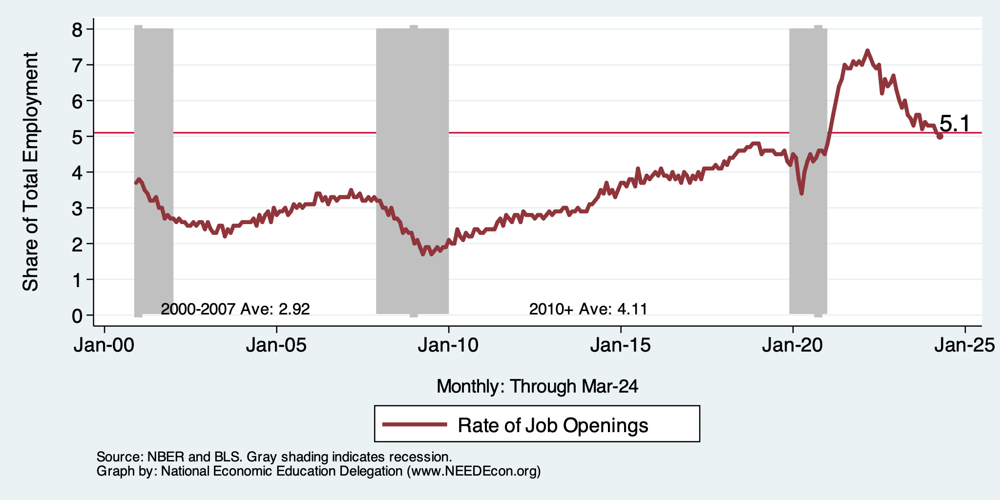 8
7
6
5
4
3
2
1
0
Share of Total Employment
5.1
2000-2007 Ave: 2.92
2010+ Ave: 4.11
Jan-00
Jan-05
Jan-10
Jan-15
Jan-20
Jan-25
Monthly: Through Mar-24
Rate of Job Openings
Source: NBER and BLS. Gray shading indicates recession.
Graph by: National Economic Education Delegation (www.NEEDEcon.org)